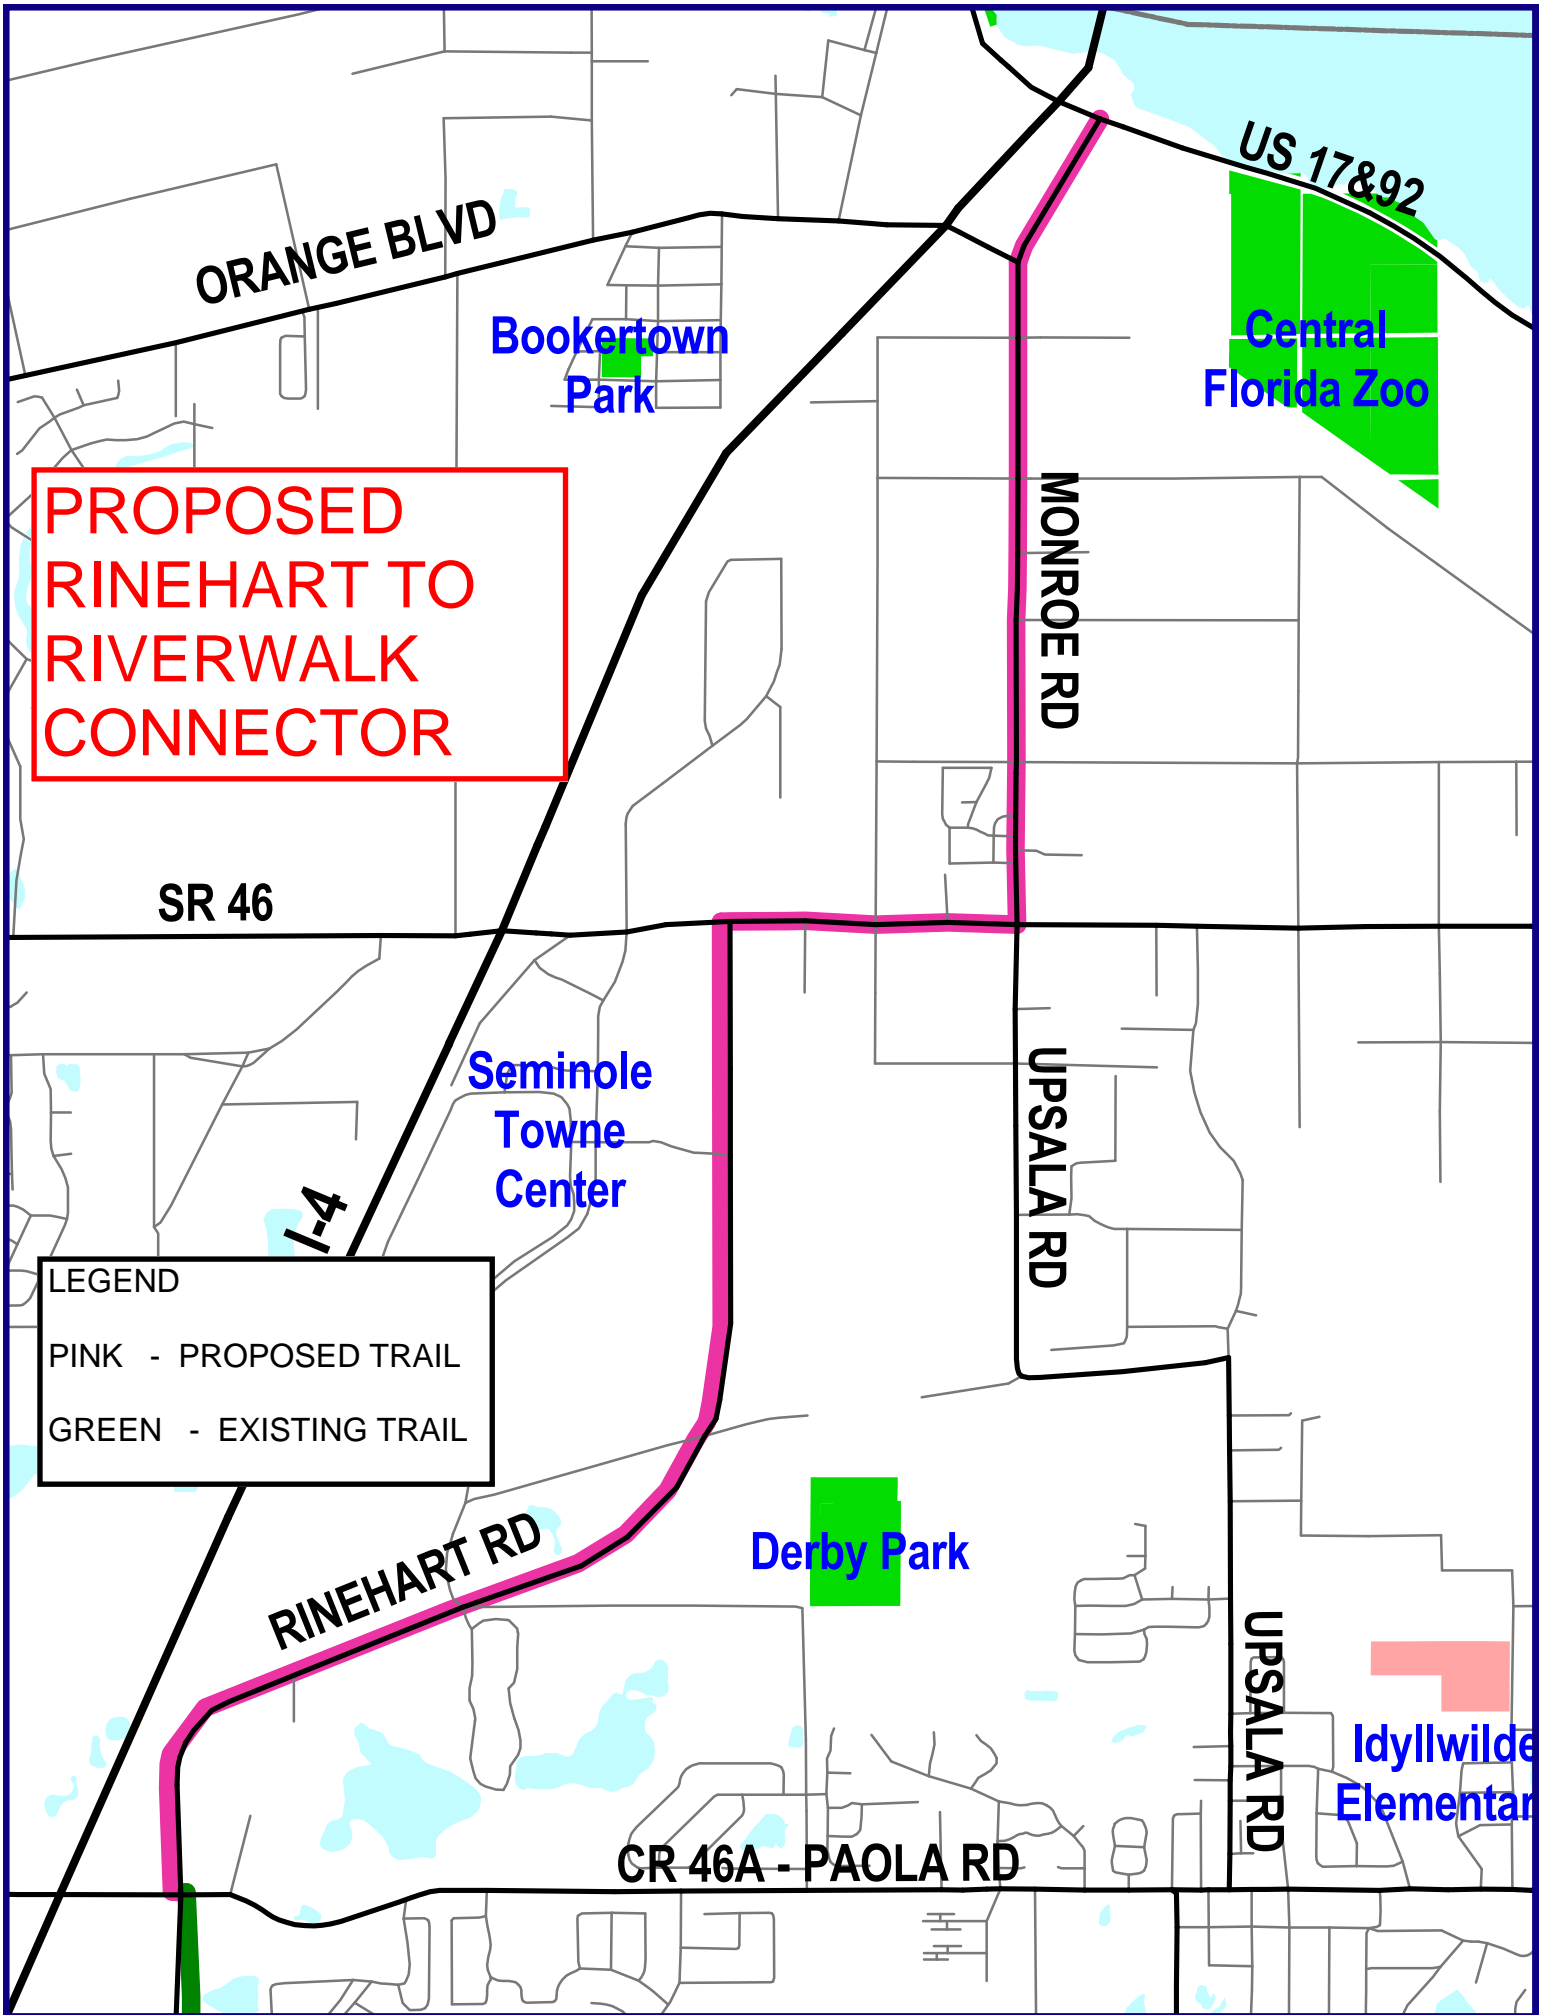 US 17&92
ORANGE BLVD
Bookertown
Park
Central
Florida Zoo
PROPOSED
RINEHART TO
RIVERWALK
CONNECTOR
MONROE RD
SR 46
Seminole
Towne
Center
UPSALA RD
I-4
LEGEND
PINK - PROPOSED TRAIL
GREEN - EXISTING TRAIL
RINEHART RD
Derby Park
UPSALA RD
Idyllwilde
Elementar
CR 46A - PAOLA RD